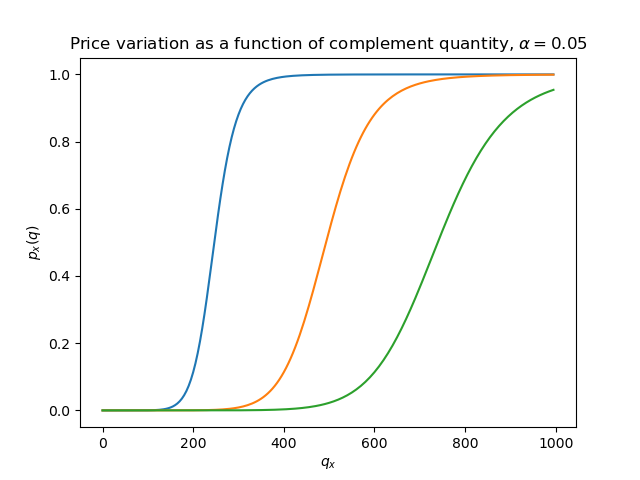 Price variation as a function of complement quantity, α = 0.05
1.0
0.8
0.6
0.4
0.2
0.0
pₓ(q)
0 200 400 600 800 1000
qₓ